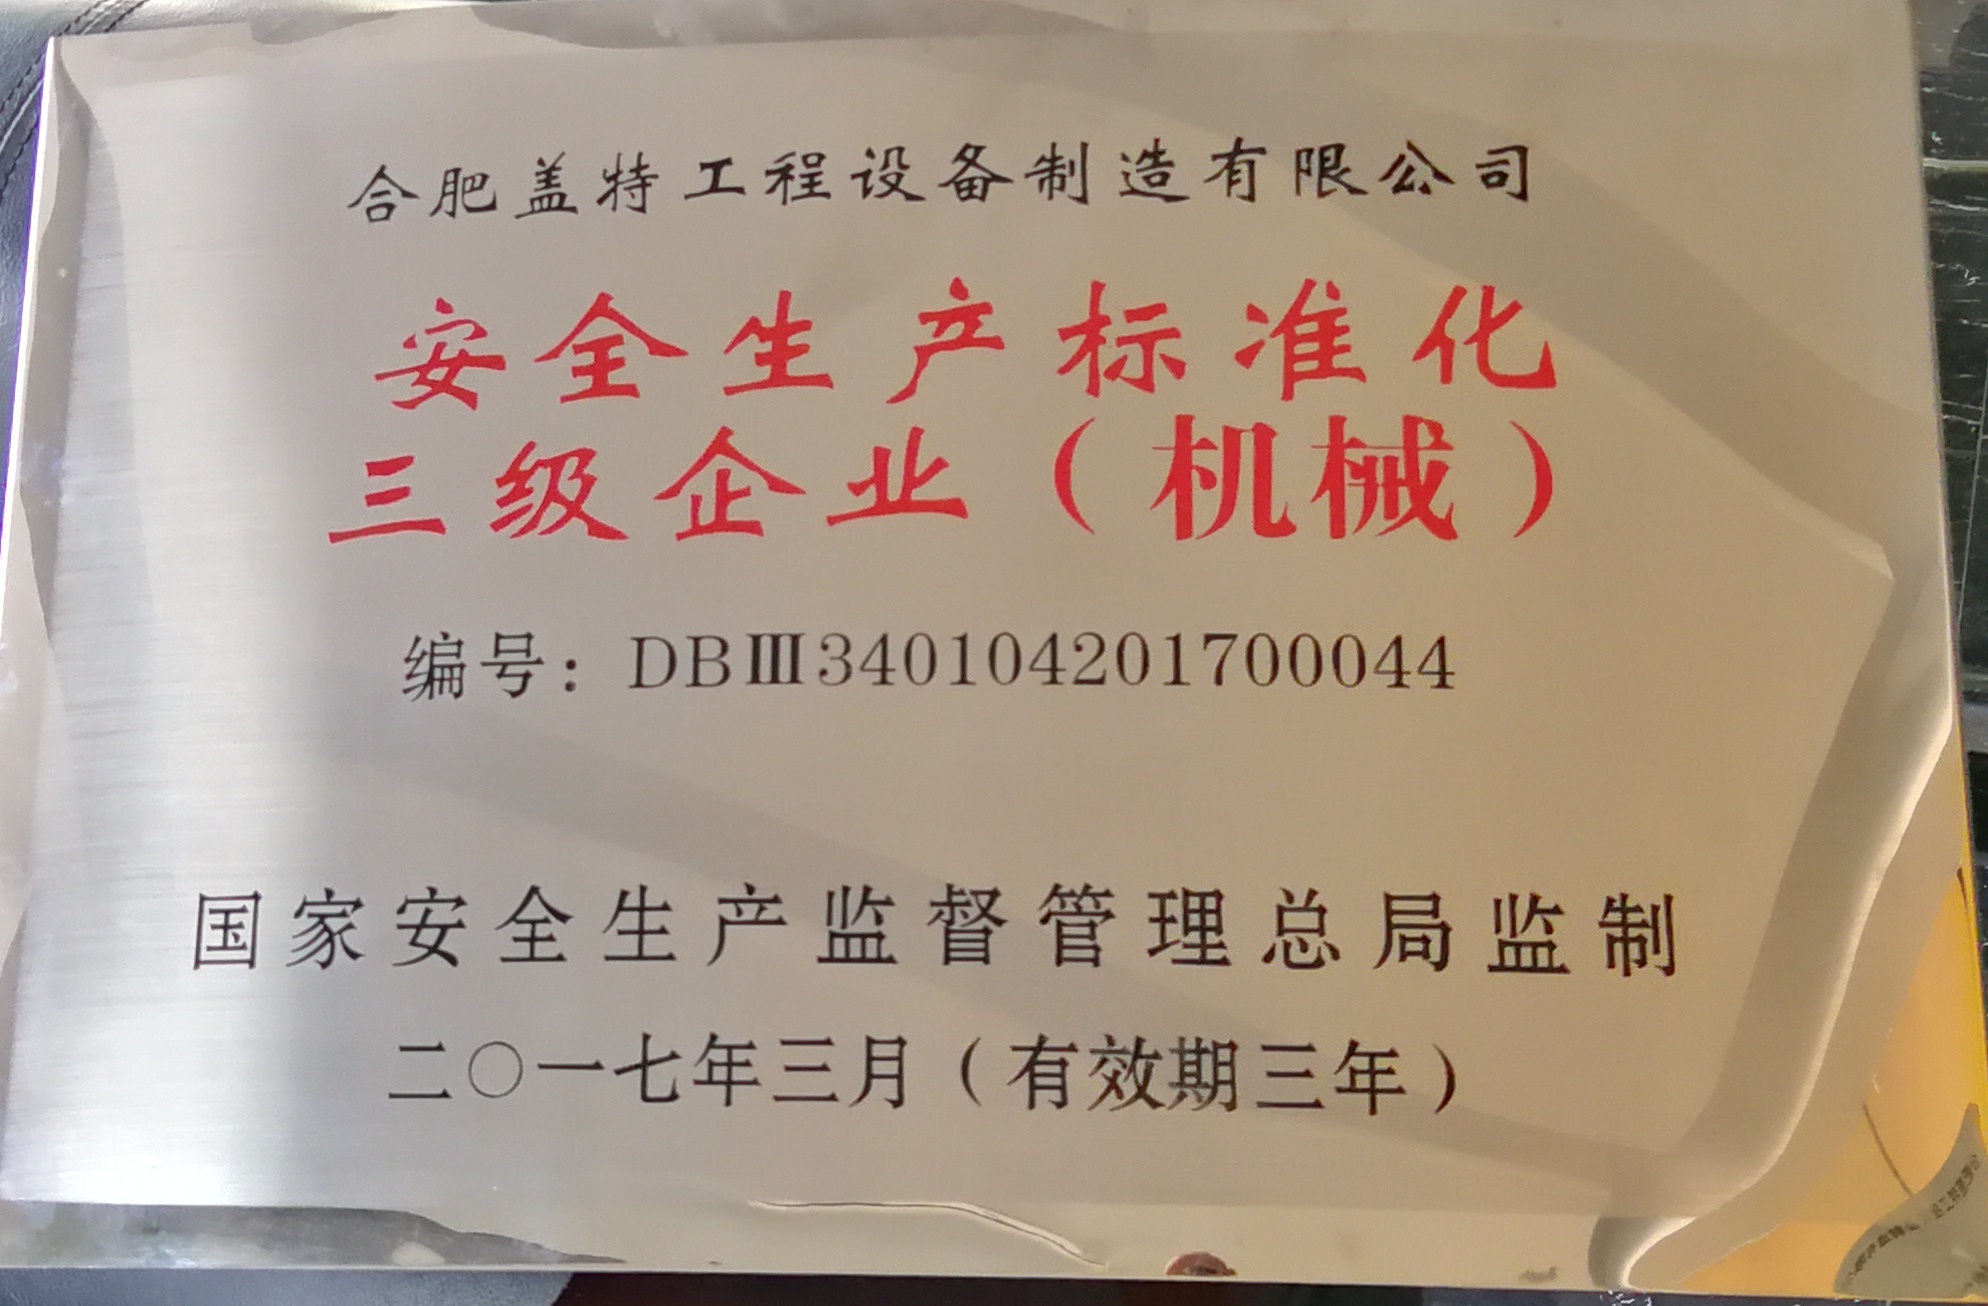 合肥盖特工程设备制造有限公司
安全生产标准化
三级企业（机械）
编号：DBⅢ340104201700044
国家安全生产监督管理总局监制
二〇一七年三月（有效期三年）